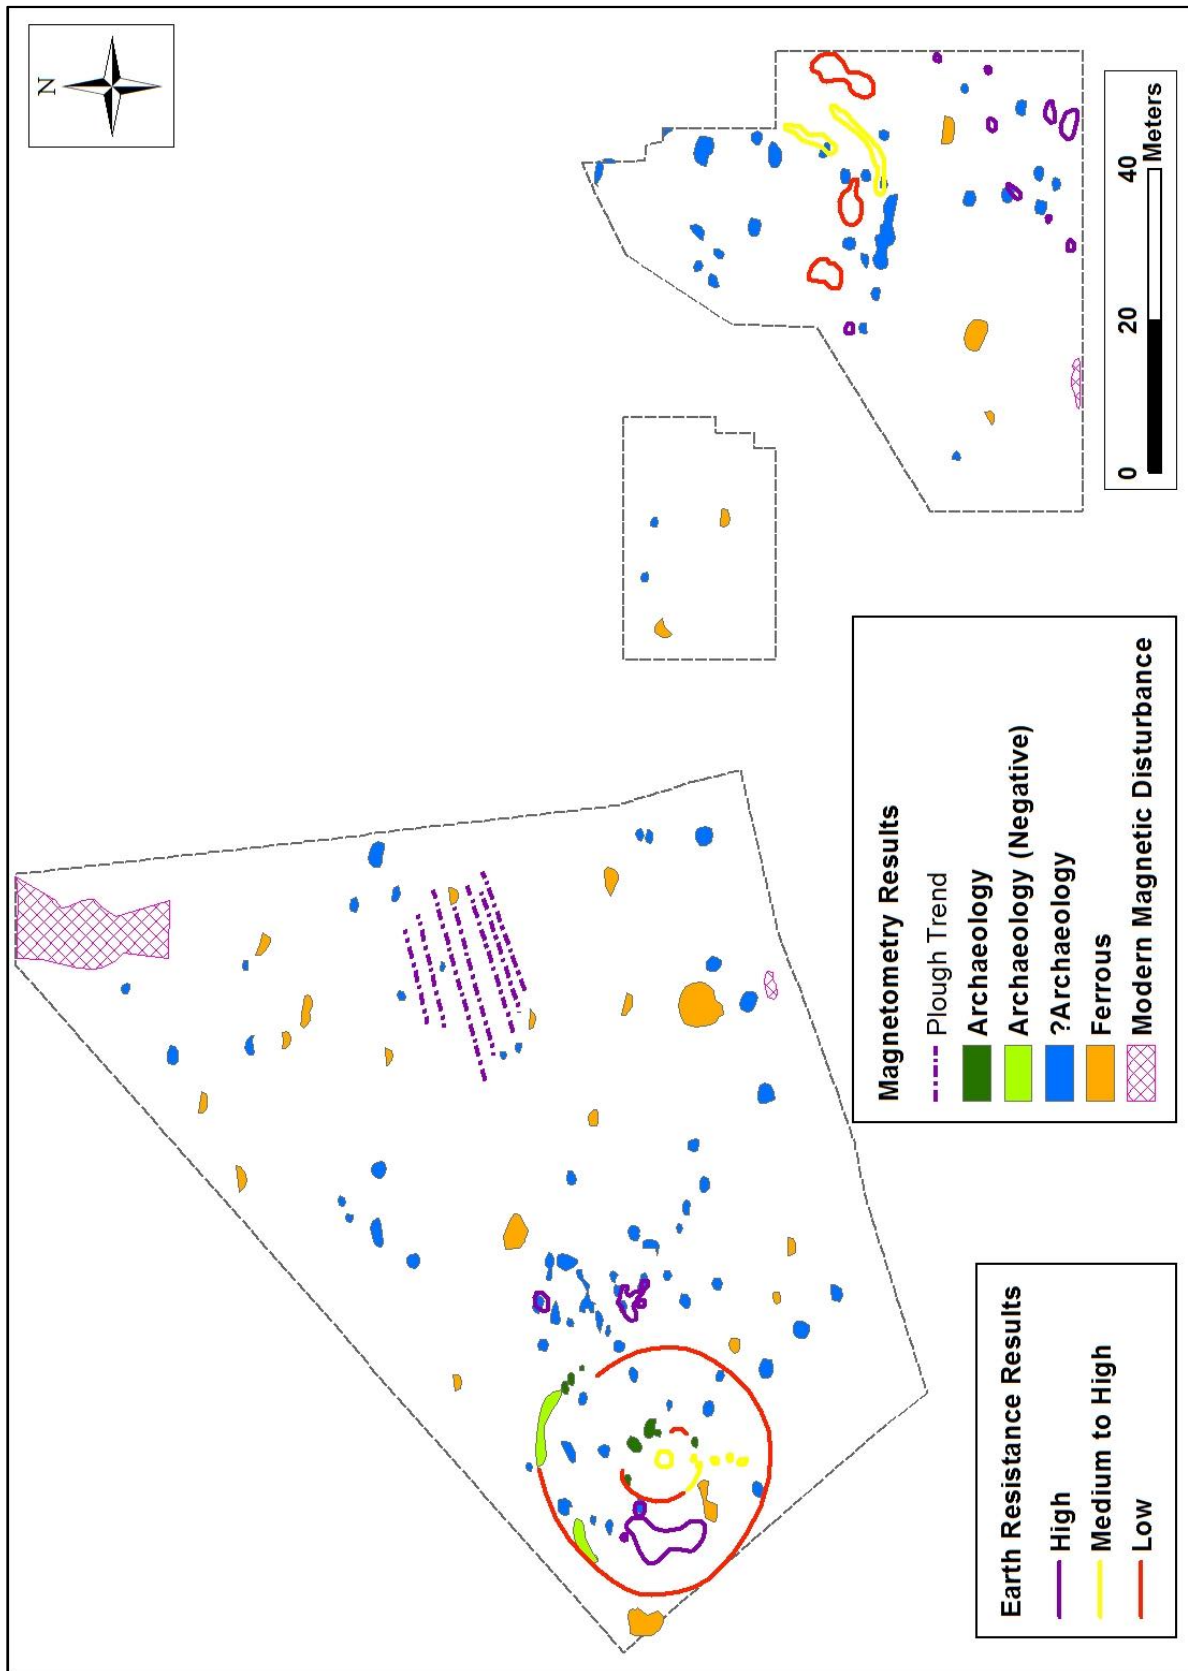 N
0 20 40
Meters
Earth Resistance Results
High
Medium to High
Low
Magnetometry Results
Plough Trend
Archaeology
Archaeology (Negative)
?Archaeology
Ferrous
Modern Magnetic Disturbance